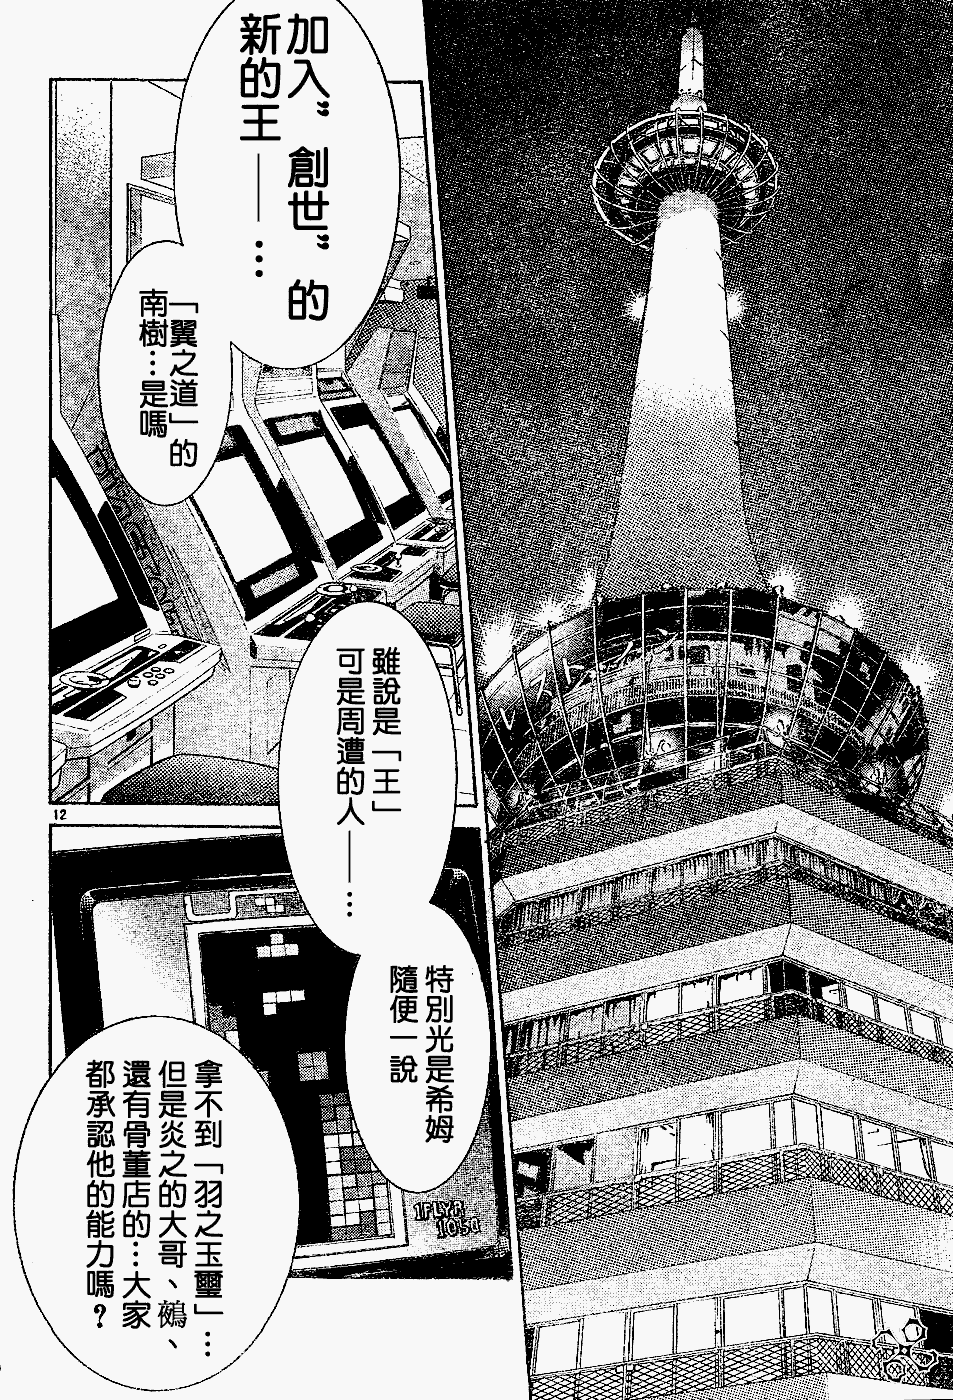 加入”創世”的
新的王——…
「翼之道」的
南樹…是嗎
雖說是「王」
可是周遭的人——…
特別光是希姆
隨便一說
拿不到「羽之玉璽」…
但是炎之的大哥、鵺、
還有骨董店的…大家
都承認他的能力嗎？
12